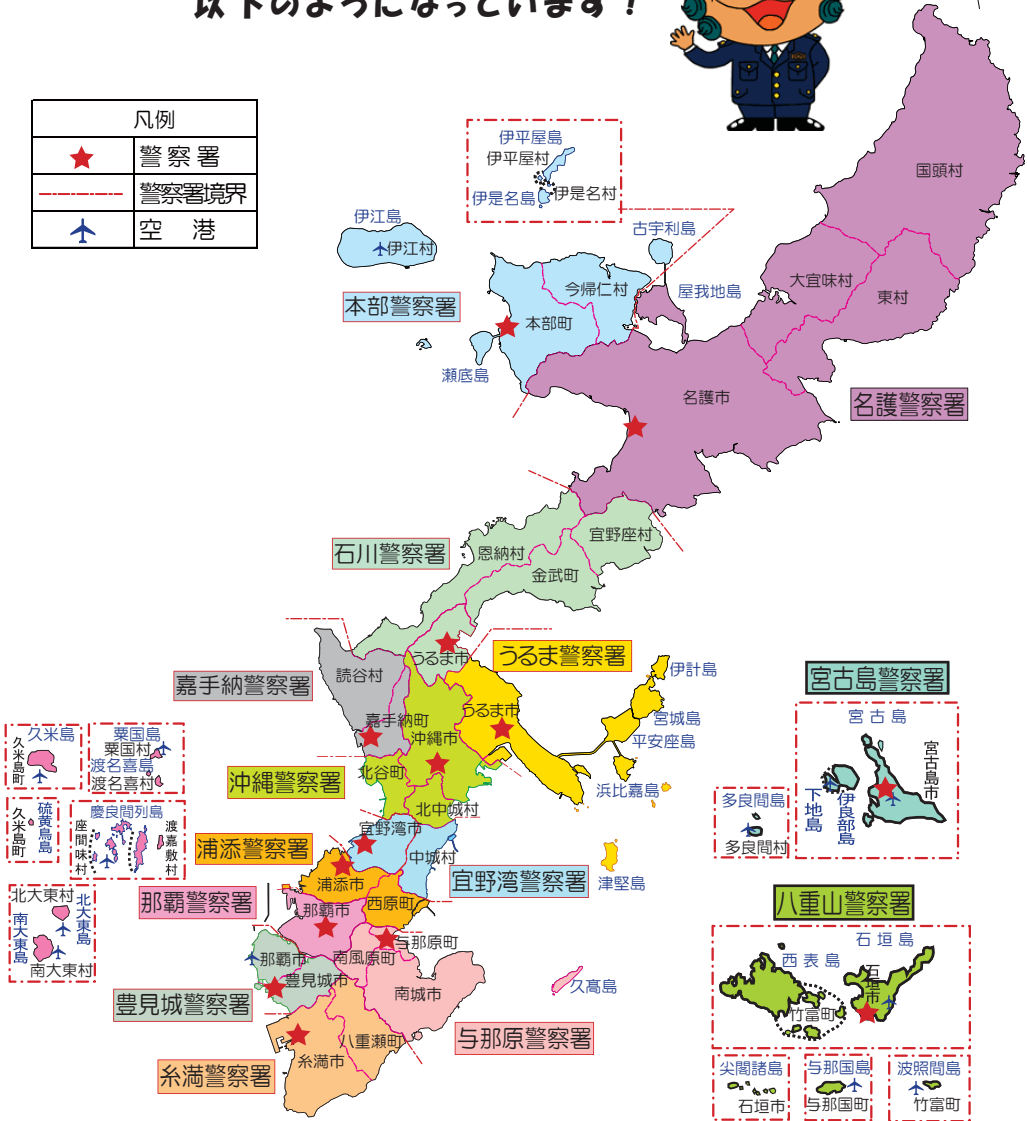 以下のようになっています！
凡例
警察署
警察署境界
空 港
伊平屋島
伊平屋村
伊是名島
伊是名村
伊江島
伊江村
古宇利島
国頭村
大宜味村
東村
屋我地島
今帰仁村
本部町
本部警察署
瀬底島
名護市
名護警察署
宜野座村
恩納村
金武町
石川警察署
うるま市
うるま警察署
読谷村
嘉手納警察署
嘉手納町
うるま市
沖縄市
伊計島
宮城島
平安座島
浜比嘉島
北谷町
沖縄警察署
北中城村
宜野湾市
中城村
浦添警察署
宜野湾警察署
津堅島
浦添市
西原町
那覇警察署
那覇市
与那原町
那覇市
南風原町
豊見城市
南城市
久高島
豊見城警察署
与那原警察署
八重瀬町
糸満市
糸満警察署
久米島
久米島町
粟国島
粟国村
渡名喜島
渡名喜村
硫黄鳥島
久米島町
慶良間列島
座間味村
渡嘉敷村
北大東村
北大東島
南大東島
南大東村
宮古島警察署
宮古島
宮古島市
伊良部島
下地島
多良間島
多良間村
八重山警察署
石垣島
西表島
石垣市
竹富町
尖閣諸島
石垣市
与那国島
与那国町
波照間島
竹富町